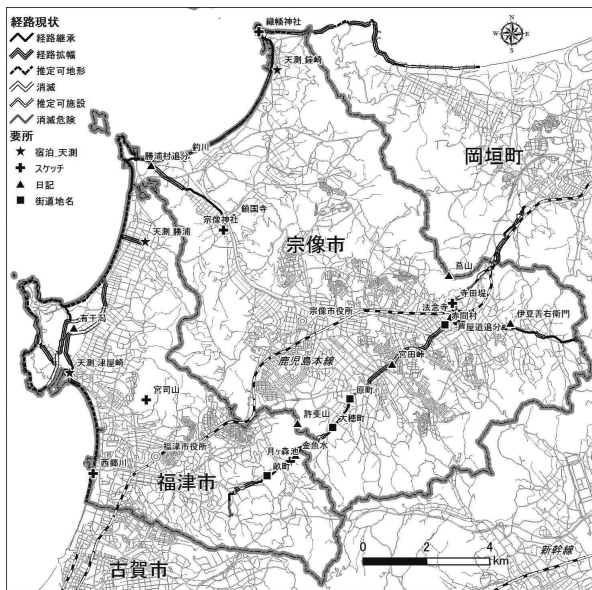 経路現状
経路継承
経路拡幅
推定可地形
消滅
推定可施設
消滅危険
要所
宿泊_天測
スケッチ
日記
街道地名
織幡神社
天測_鐘崎
N
W
E
S
岡垣町
釣川
勝浦村追分
鎮国寺
宗像神社
天測_勝浦
宗像市
蔦山
寺田堤
法念寺
赤間村
芦屋道追分
伊豆善右衛門
宗像市役所
有千潟
鹿児島本線
宮田峠
天測_津屋崎
宮司山
原町
許斐山
大穂町
福津市役所
金魚水
月ヶ森池
畝町
西郷川
福津市
古賀市
0 2 4
km
新幹線